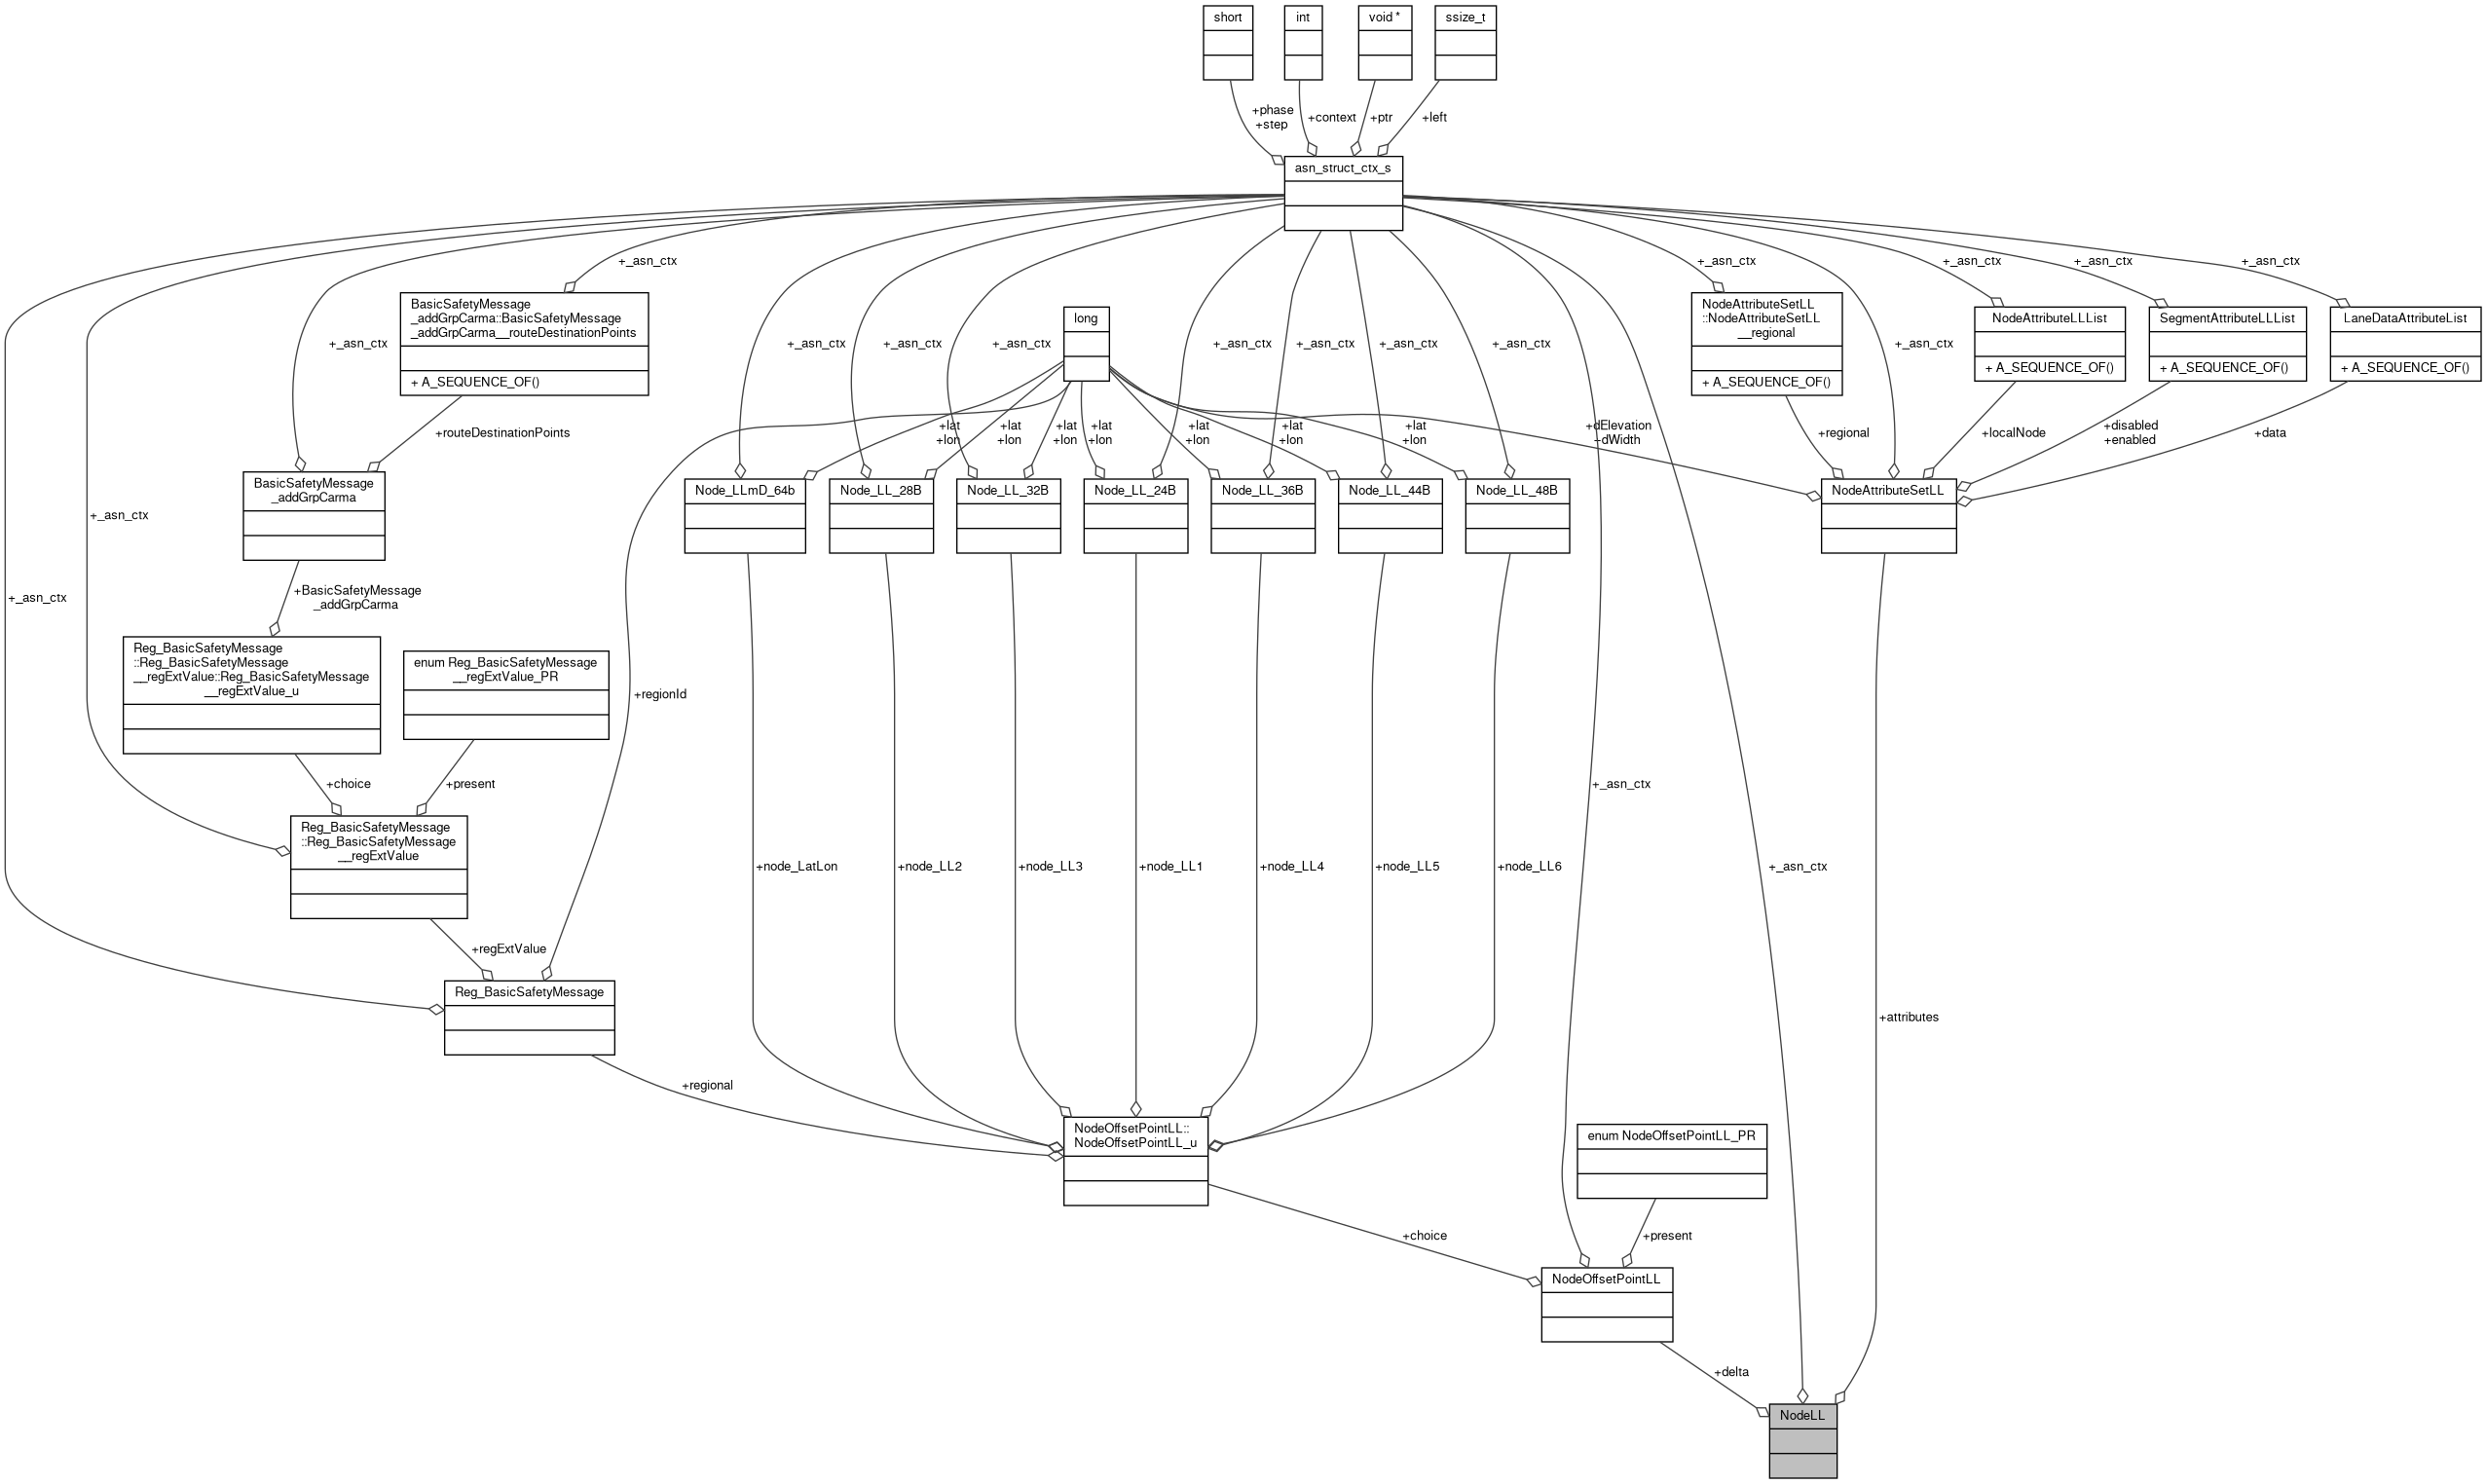 short
int
void *
ssize_t
+phase
+step
+context
+ptr
+left
asn_struct_ctx_s
+_asn_ctx
+_asn_ctx
+_asn_ctx
+_asn_ctx
+_asn_ctx
BasicSafetyMessage
_addGrpCarma::BasicSafetyMessage
_addGrpCarma__routeDestinationPoints
+ A_SEQUENCE_OF()
long
NodeAttributeSetLL
::NodeAttributeSetLL
__regional
+ A_SEQUENCE_OF()
NodeAttributeLLList
+ A_SEQUENCE_OF()
SegmentAttributeLLList
+ A_SEQUENCE_OF()
LaneDataAttributeList
+ A_SEQUENCE_OF()
+_asn_ctx
+_asn_ctx
+_asn_ctx
+_asn_ctx
+_asn_ctx
+_asn_ctx
+_asn_ctx
+_asn_ctx
+_asn_ctx
+routeDestinationPoints
+lat
+lon
+lat
+lon
+lat
+lon
+lat
+lon
+lat
+lon
+lat
+lon
+lat
+lon
+dElevation
+dWidth
+regional
+localNode
+disabled
+enabled
+data
BasicSafetyMessage
_addGrpCarma
Node_LLmD_64b
Node_LL_28B
Node_LL_32B
Node_LL_24B
Node_LL_36B
Node_LL_44B
Node_LL_48B
NodeAttributeSetLL
+_asn_ctx
+_asn_ctx
+BasicSafetyMessage
_addGrpCarma
Reg_BasicSafetyMessage
::Reg_BasicSafetyMessage
__regExtValue::Reg_BasicSafetyMessage
__regExtValue_u
enum Reg_BasicSafetyMessage
__regExtValue_PR
+regionId
+choice
+present
+_asn_ctx
Reg_BasicSafetyMessage
::Reg_BasicSafetyMessage
__regExtValue
+node_LatLon
+node_LL2
+node_LL3
+node_LL1
+node_LL4
+node_LL5
+node_LL6
+_asn_ctx
+regExtValue
Reg_BasicSafetyMessage
+attributes
+regional
NodeOffsetPointLL::
NodeOffsetPointLL_u
enum NodeOffsetPointLL_PR
+choice
+present
NodeOffsetPointLL
+delta
NodeLL